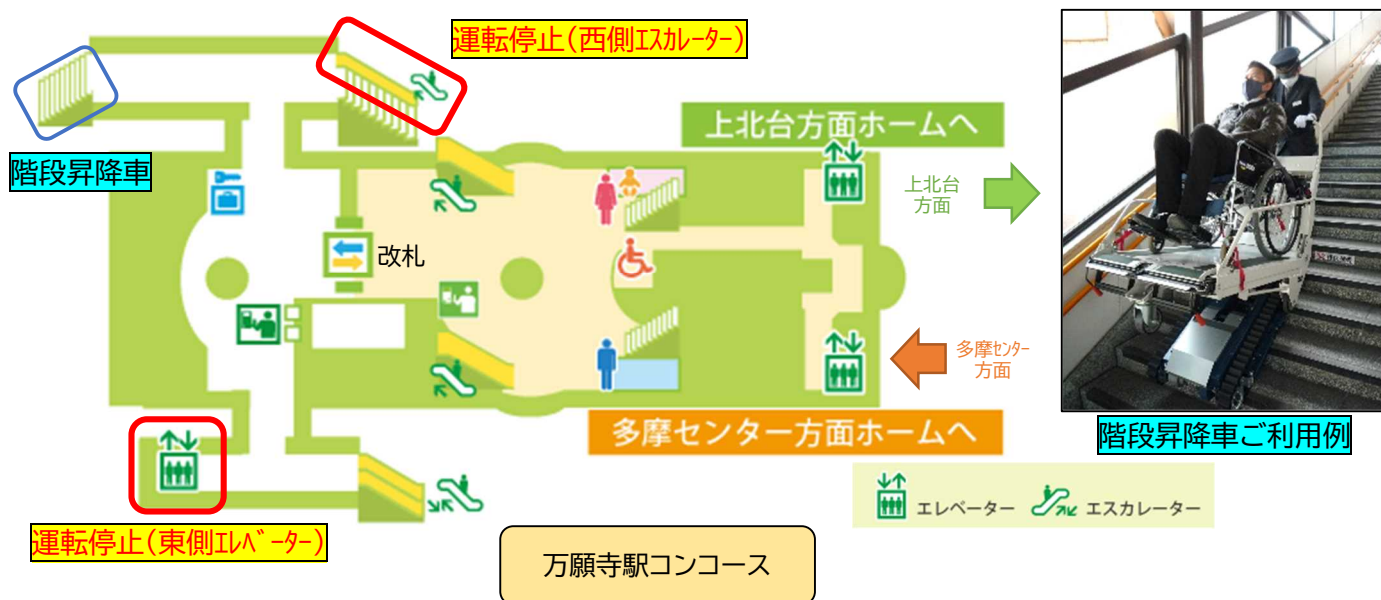 運転停止(西側ｴｽｶﾚｰﾀｰ)
階段昇降車
上北台方面ホームへ
上北台
方面
改札
多摩ｾﾝﾀｰ
方面
多摩センター方面ホームへ
階段昇降車ご利用例
エレベーター
エスカレーター
運転停止(東側ｴﾚﾍﾞｰﾀｰ)
万願寺駅コンコース